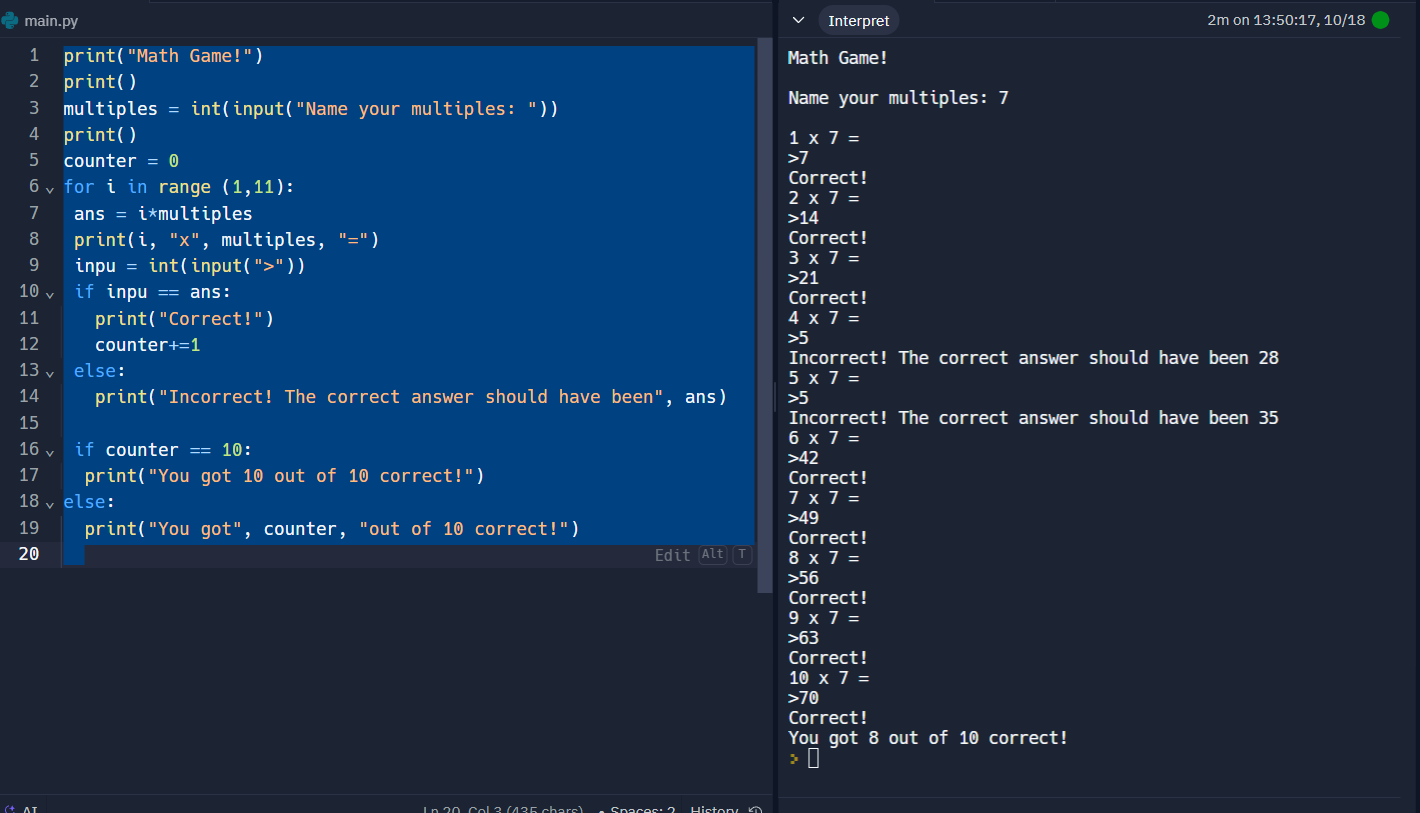 main.py
1 print("Math Game!")
2 print()
3 multiples = int(input("Name your multiples: "))
4 print()
5 counter = 0
6 for i in range (1,11):
7  ans = i*multiples
8  print(i, "x", multiples, "=")
9  inpu = int(input(">"))
10  if inpu == ans:
11   print("Correct!")
12   counter+=1
13  else:
14   print("Incorrect! The correct answer should have been", ans)
15
16  if counter == 10:
17  print("You got 10 out of 10 correct!")
18 else:
19  print("You got", counter, "out of 10 correct!")
20
Edit Alt T
AI
Ln 20, Col 3 (435 chars) • Spaces: 2 History
Interpret
2m on 13:50:17, 10/18
Math Game!
Name your multiples: 7
1 x 7 =
>7
Correct!
2 x 7 =
>14
Correct!
3 x 7 =
>21
Correct!
4 x 7 =
>5
Incorrect! The correct answer should have been 28
5 x 7 =
>5
Incorrect! The correct answer should have been 35
6 x 7 =
>42
Correct!
7 x 7 =
>49
Correct!
8 x 7 =
>56
Correct!
9 x 7 =
>63
Correct!
10 x 7 =
>70
Correct!
You got 8 out of 10 correct!